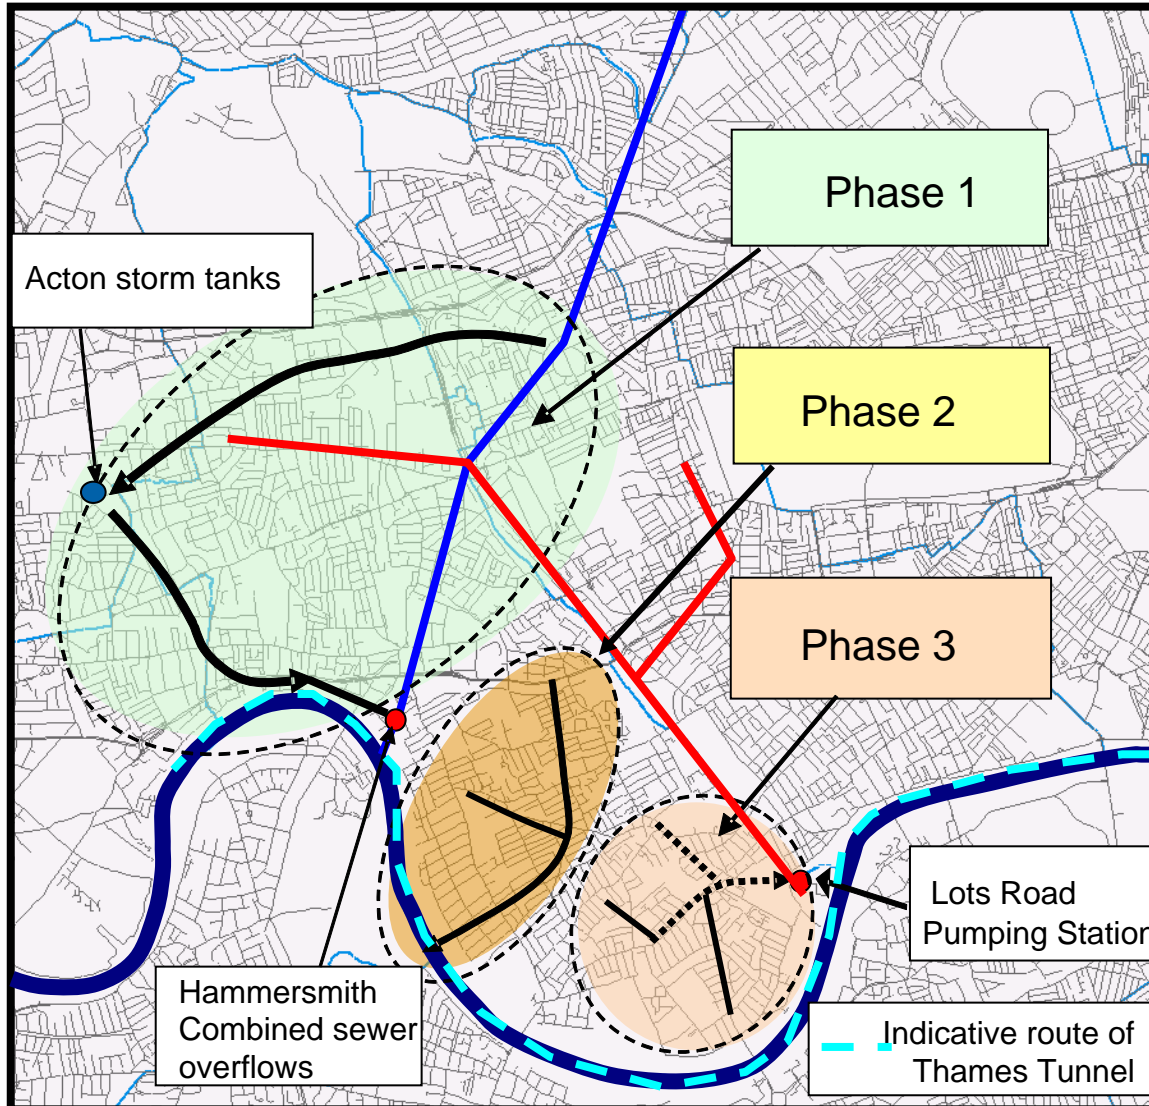 Phase 1
Acton storm tanks
Phase 2
Phase 3
Lots Road
Pumping Station
Hammersmith
Combined sewer
overflows
Indicative route of
Thames Tunnel